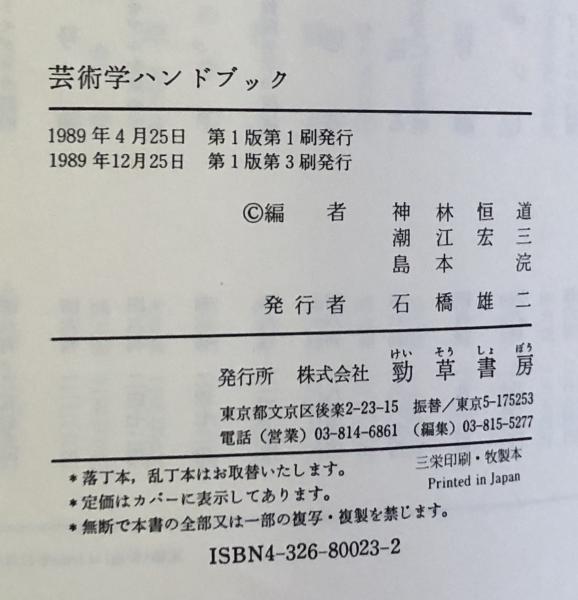 芸術学ハンドブック
1989年4月25日 第1版第1刷発行
1989年12月25日 第1版第3刷発行
©編者 神林恒道
潮江宏三
島本浣
発行者 石橋雄二
けいそうしょぼう
発行所 株式会社 勁草書房
東京都文京区後楽2-23-15 振替/東京5-175253
電話(営業)03-814-6861(編集)03-815-5277
*落丁本,乱丁本はお取替いたします。 三栄印刷・牧製本
*定価はカバーに表示してあります。 Printed in Japan
*無断で本書の全部又は一部の複写・複製を禁じます。
ISBN4-326-80023-2